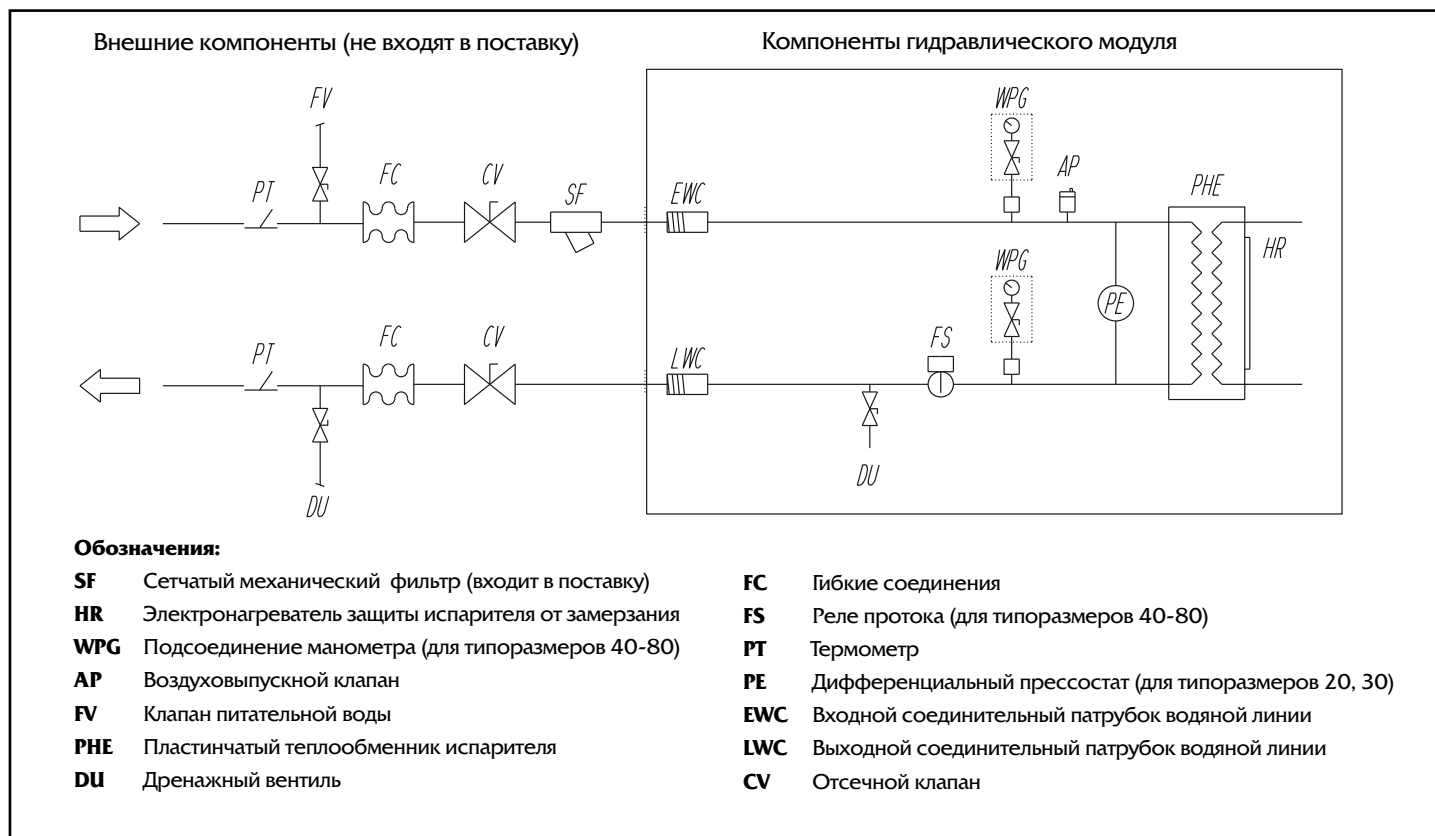 Внешние компоненты (не входят в поставку)
Компоненты гидравлического модуля
FV
WPG
PT
FC
CV
SF
EWC
AP
PHE
WPG
HR
PE
PT
FC
CV
LWC
FS
DU
DU
Обозначения:
SF Сетчатый механический фильтр (входит в поставку)
HR Электронагреватель защиты испарителя от замерзания
WPG Подсоединение манометра (для типоразмеров 40-80)
AP Воздуховыпускной клапан
FV Клапан питательной воды
PHE Пластинчатый теплообменник испарителя
DU Дренажный вентиль
FC Гибкие соединения
FS Реле протока (для типоразмеров 40-80)
PT Термометр
PE Дифференциальный прессостат (для типоразмеров 20, 30)
EWC Входной соединительный патрубок водяной линии
LWC Выходной соединительный патрубок водяной линии
CV Отсечной клапан